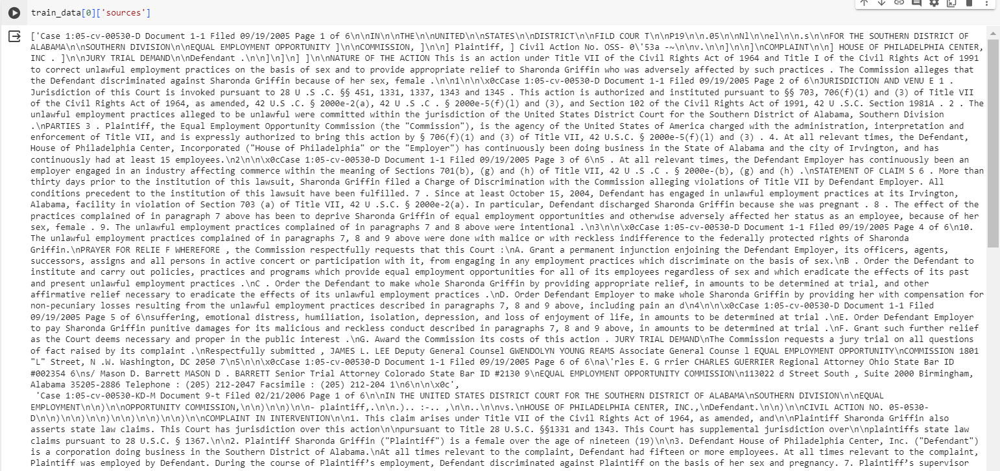 train_data[0]['sources']
['Case 1:05-cv-00530-D Document 1-1 Filed 09/19/2005 Page 1 of 6\n\nIN\n\n\nTHE\n\n\nUNITED\n\n\nSTATES\n\n\nDISTRICT\n\n\nFILD COUR T\n\n\nP19\n\n\n.05\n\n\nNl\n\n\nel\n\n\n.s\n\n\nFOR THE SOUTHERN DISTRICT OF
ALABAMA\n\nSOUTHERN DIVISION\n\n\nEQUAL EMPLOYMENT OPPORTUNITY ]\n\n\nCOMMISSION, ]\n\n\n] Plaintiff, ] Civil Action No. OSS- 0\'53a -~\n\nv.\n\n\n]\n\n\n]\nCOMPLAINT\n\n\n] HOUSE OF PHILADELPHIA CENTER,
INC . ]\n\n\nJURY TRIAL DEMAND\n\nDefendant .\n\n\n]\n\n]\n\n] ]\n\n\nNATURE OF THE ACTION This is an action under Title VII of the Civil Rights Act of 1964 and Title I of the Civil Rights Act of 1991
to correct unlawful employment practices on the basis of sex and to provide appropriate relief to Sharonda Griffin who was adversely affected by such practices . The Commission alleges that
the Defendant discriminated against Sharonda Griffin because of her sex, female .\n\n\n1\n\n\n\x0cCase 1:05-cv-00530-D Document 1-1 Filed 09/19/2005 Page 2 of 6\nJURISDICTION AND VENU E 1 .
Jurisdiction of this Court is invoked pursuant to 28 U .S .C. §§ 451, 1331, 1337, 1343 and 1345 . This action is authorized and instituted pursuant to §§ 703, 706(f)(1) and (3) of Title VII
of the Civil Rights Act of 1964, as amended, 42 U.S .C. § 2000e-2(a), 42 U .S .C . § 2000e-5(f)(l) and (3), and Section 102 of the Civil Rights Act of 1991, 42 U .S.C. Section 1981A . 2 . The
unlawful employment practices alleged to be unlawful were committed within the jurisdiction of the United States District Court for the Southern District of Alabama, Southern Division
.\nPARTIES 3 . Plaintiff, the Equal Employment Opportunity Commission (the "Commission"), is the agency of the United States of America charged with the administration, interpretation and
enforcement of Title VII, and is expressly authorized to bring this action by § 706(f)(1) and (3) of Title VII, 42 U.S.C. § 2000e-5(f)(l) and (3) . 4. At all relevant times, the Defendant,
House of Philadelphia Center, Incorporated ("House of Philadelphia" or the "Employer") has continuously been doing business in the State of Alabama and the city of Irvington, and has
continuously had at least 15 employees.\n2\n\n\n\x0cCase 1:05-cv-00530-D Document 1-1 Filed 09/19/2005 Page 3 of 6\n5 . At all relevant times, the Defendant Employer has continuously been an
employer engaged in an industry affecting commerce within the meaning of Sections 701(b), (g) and (h) of Title VII, 42 U .S .C . § 2000e-(b), (g) and (h) .\nSTATEMENT OF CLAIM S 6 . More than
thirty days prior to the institution of this lawsuit, Sharonda Griffin filed a Charge of Discrimination with the Commission alleging violations of Title VII by Defendant Employer. All
conditions precedent to the institution of this lawsuit have been fulfilled. 7 . Since at least October 15, 2004, Defendant has engaged in unlawful employment practices at its Irvington,
Alabama, facility in violation of Section 703 (a) of Title VII, 42 U .S.C. § 2000e-2(a). In particular, Defendant discharged Sharonda Griffin because she was pregnant . 8 . The effect of the
practices complained of in paragraph 7 above has been to deprive Sharonda Griffin of equal employment opportunities and otherwise adversely affected her status as an employee, because of her
sex, female . 9. The unlawful employment practices complained of in paragraphs 7 and 8 above were intentional .\n3\n\n\n\x0cCase 1:05-cv-00530-D Document 1-1 Filed 09/19/2005 Page 4 of 6\n10.
The unlawful employment practices complained of in paragraphs 7, 8 and 9 above were done with malice or with reckless indifference to the federally protected rights of Sharonda
Griffin.\nPRAYER FOR RELIE F WHEREFORE , the Commission respectfully requests that this Court :\nA. Grant a permanent injunction enjoining the Defendant Employer, its officers, agents,
successors, assigns and all persons in active concert or participation with it, from engaging in any employment practices which discriminate on the basis of sex.\nB . Order the Defendant to
institute and carry out policies, practices and programs which provide equal employment opportunities for all of its employees regardless of sex and which eradicate the effects of its past
and present unlawful employment practices .\nC . Order the Defendant to make whole Sharonda Griffin by providing appropriate relief, in amounts to be determined at trial, and other
affirmative relief necessary to eradicate the effects of its unlawful employment practices .\nD. Order Defendant Employer to make whole Sharonda Griffin by providing her with compensation for
non-pecuniary losses resulting from the unlawful employment practices described in paragraphs 7, 8 and 9 above, including pain an d\n4\n\n\n\x0cCase 1:05-cv-00530-D Document 1-1 Filed
09/19/2005 Page 5 of 6\nsuffering, emotional distress, humiliation, isolation, depression, and loss of enjoyment of life, in amounts to be determined at trial .\nE. Order Defendant Employer
to pay Sharonda Griffin punitive damages for its malicious and reckless conduct described in paragraphs 7, 8 and 9 above, in amounts to be determined at trial .\nF. Grant such further relief
as the Court deems necessary and proper in the public interest .\nG. Award the Commission its costs of this action . JURY TRIAL DEMAND\nThe Commission requests a jury trial on all questions
of fact raised by its complaint .\nRespectfully submitted , JAMES L. LEE Deputy General Counsel GWENDOLYN YOUNG REAMS Associate General Counse l EQUAL EMPLOYMENT OPPORTUNITY\nCOMMISSION 1801
"L" Street, N .W. Washington, DC 2050 7\n5\n\n\n\x0cCase 1:05-cv-00530-D Document 1-1 Filed 09/19/2005 Page 6 of 6\na\'rles E. G rrier CHARLES GUERRIER Regional Attorney Ohio State Bar ID
#002354 6\ns/ Mason D. Barrett MASON D . BARRETT Senior Trial Attorney Colorado State Bar ID #2130 9\nEQUAL EMPLOYMENT OPPORTUNITY COMMISSION\n113022 d Street South , Suite 2000 Birmingham,
Alabama 35205-2886 Telephone : (205) 212-2047 Facsimile : (205) 212-204 1\n6\n\n\n\x0c',
'Case 1:05-cv-00530-KD-M Document 9-t Filed 02/21/2006 Page 1 of 6\n\nIN THE UNITED STATES DISTRICT COURT FOR THE SOUTHERN DISTRICT OF ALABAMA\nSOUTHERN DIVISION\n\nEQUAL
EMPLOYMENT\n\n)\n\nOPPORTUNITY COMMISSION,\n\n)\n\n)\n\n- plaintiff,.\n\n.).. :-.. ,\n\n..\n\nvs.\nHOUSE OF PHILADELPHIA CENTER, INC.,\nDefendant.\n\n)\n\nCIVIL ACTION NO. 05-0530-
D\n\n)\n\n)\n\n)\n\n)\n\n)\n\n)\n\n)\n\nCOMPLAINT IN INTERVENTION\n\n1. This claim arises under Title VII of the Civil Rights Act of 1964, as amended, and\n\nPlaintiff Sharonda Griffin also
asserts state law claims. This Court has jurisdiction over this action\n\npursuant to Title 28 U.S.C. §§1331 and 1343. This Court has supplemental jurisdiction over\n\nplaintiffs state law
claims pursuant to 28 U.S.C. § 1367.\n\n2. Plaintiff Sharonda Griffin ("Plaintiff") is a female over the age of nineteen (19)\n\n3. Defendant House of Philadelphia Center, Inc. ("Defendant")
is a corporation doing business in the Southern District of Alabama.\nAt all times relevant to the complaint, Defendant had fifteen or more employees. At all times relevant to the complaint,
Plaintiff was employed by Defendant. During the course of Plaintiff’s employment, Defendant discriminated against Plaintiff on the basis of her sex and pregnancy. 7. Plaintiff’s supervisor